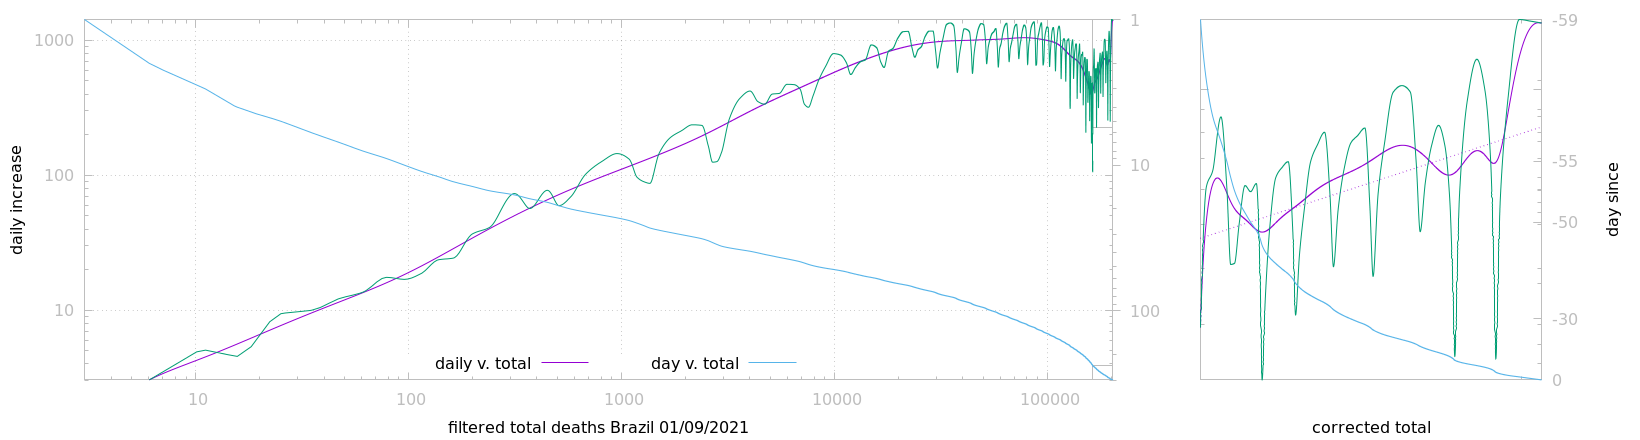 1000
100
10
daily increase
10
100
1000
10000
100000
filtered total deaths Brazil 01/09/2021
daily v. total
day v. total
1
10
100
-59
-55
-50
-30
0
day since
corrected total